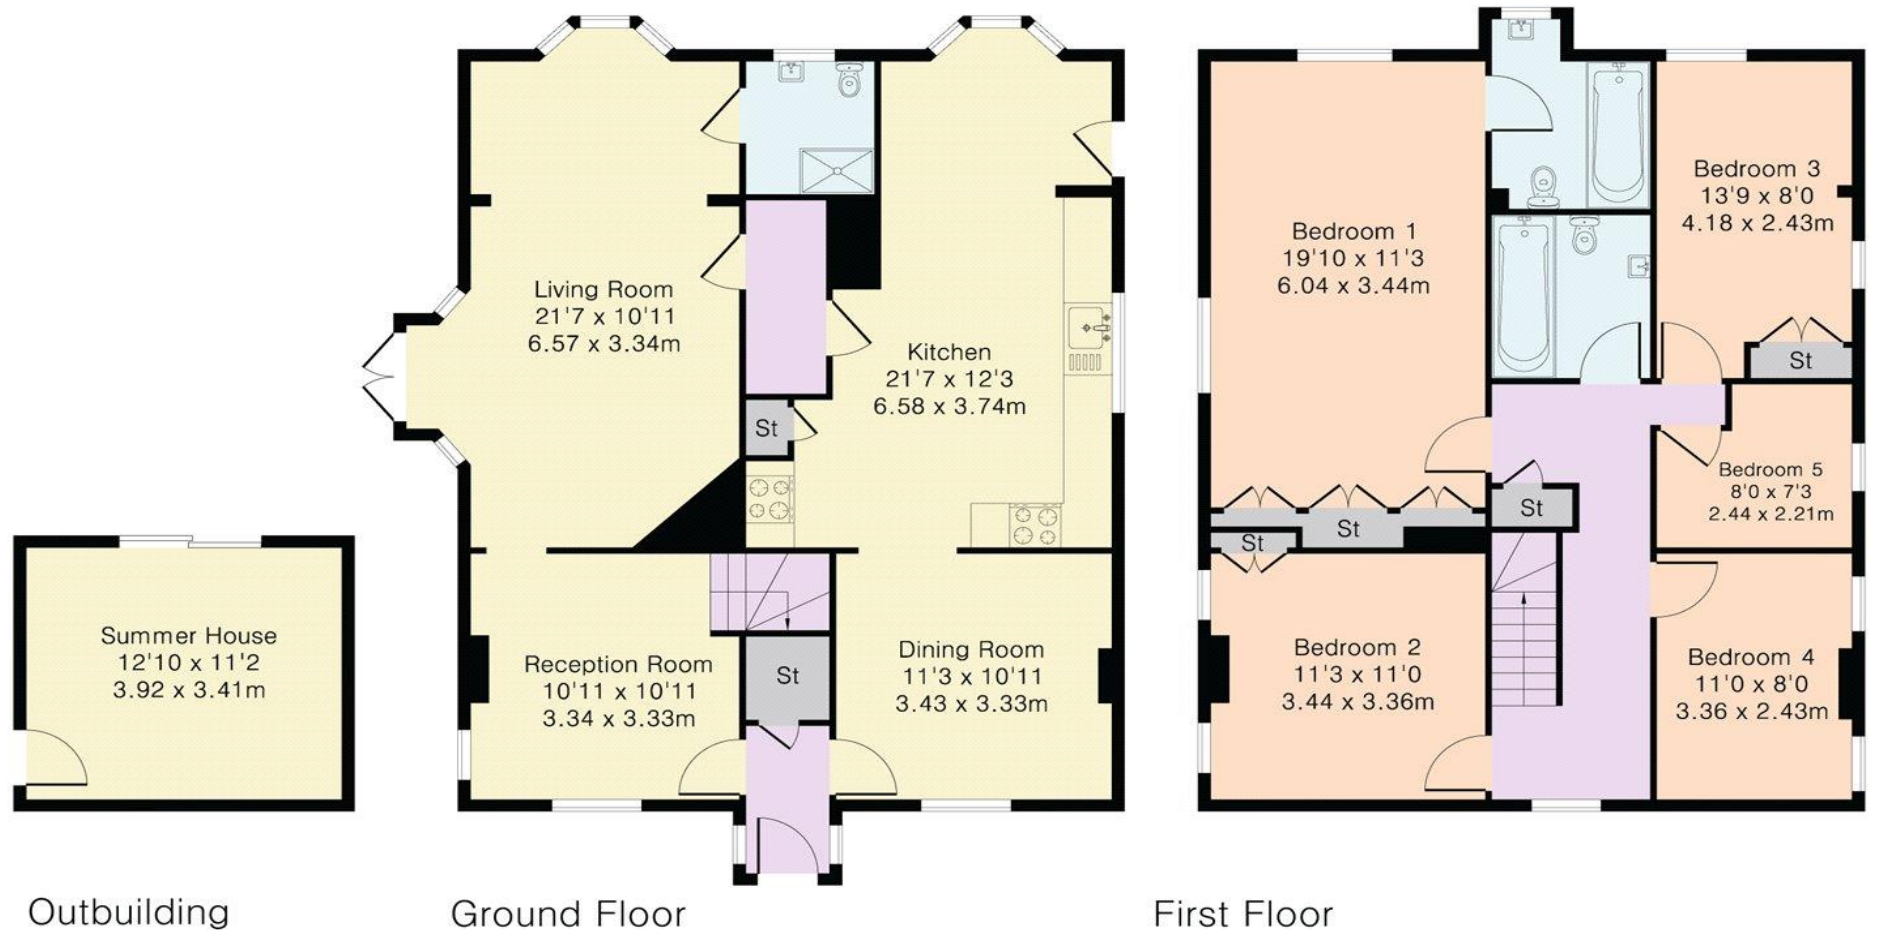 Summer House
12'10 x 11'2
3.92 x 3.41m
Outbuilding
Living Room
21'7 x 10'11
6.57 x 3.34m
Kitchen
21'7 x 12'3
6.58 x 3.74m
St
Reception Room
10'11 x 10'11
3.34 x 3.33m
St
Dining Room
11'3 x 10'11
3.43 x 3.33m
Ground Floor
Bedroom 1
19'10 x 11'3
6.04 x 3.44m
Bedroom 3
13'9 x 8'0
4.18 x 2.43m
St
Bedroom 5
8'0 x 7'3
2.44 x 2.21m
St
St
St
Bedroom 2
11'3 x 11'0
3.44 x 3.36m
Bedroom 4
11'0 x 8'0
3.36 x 2.43m
First Floor